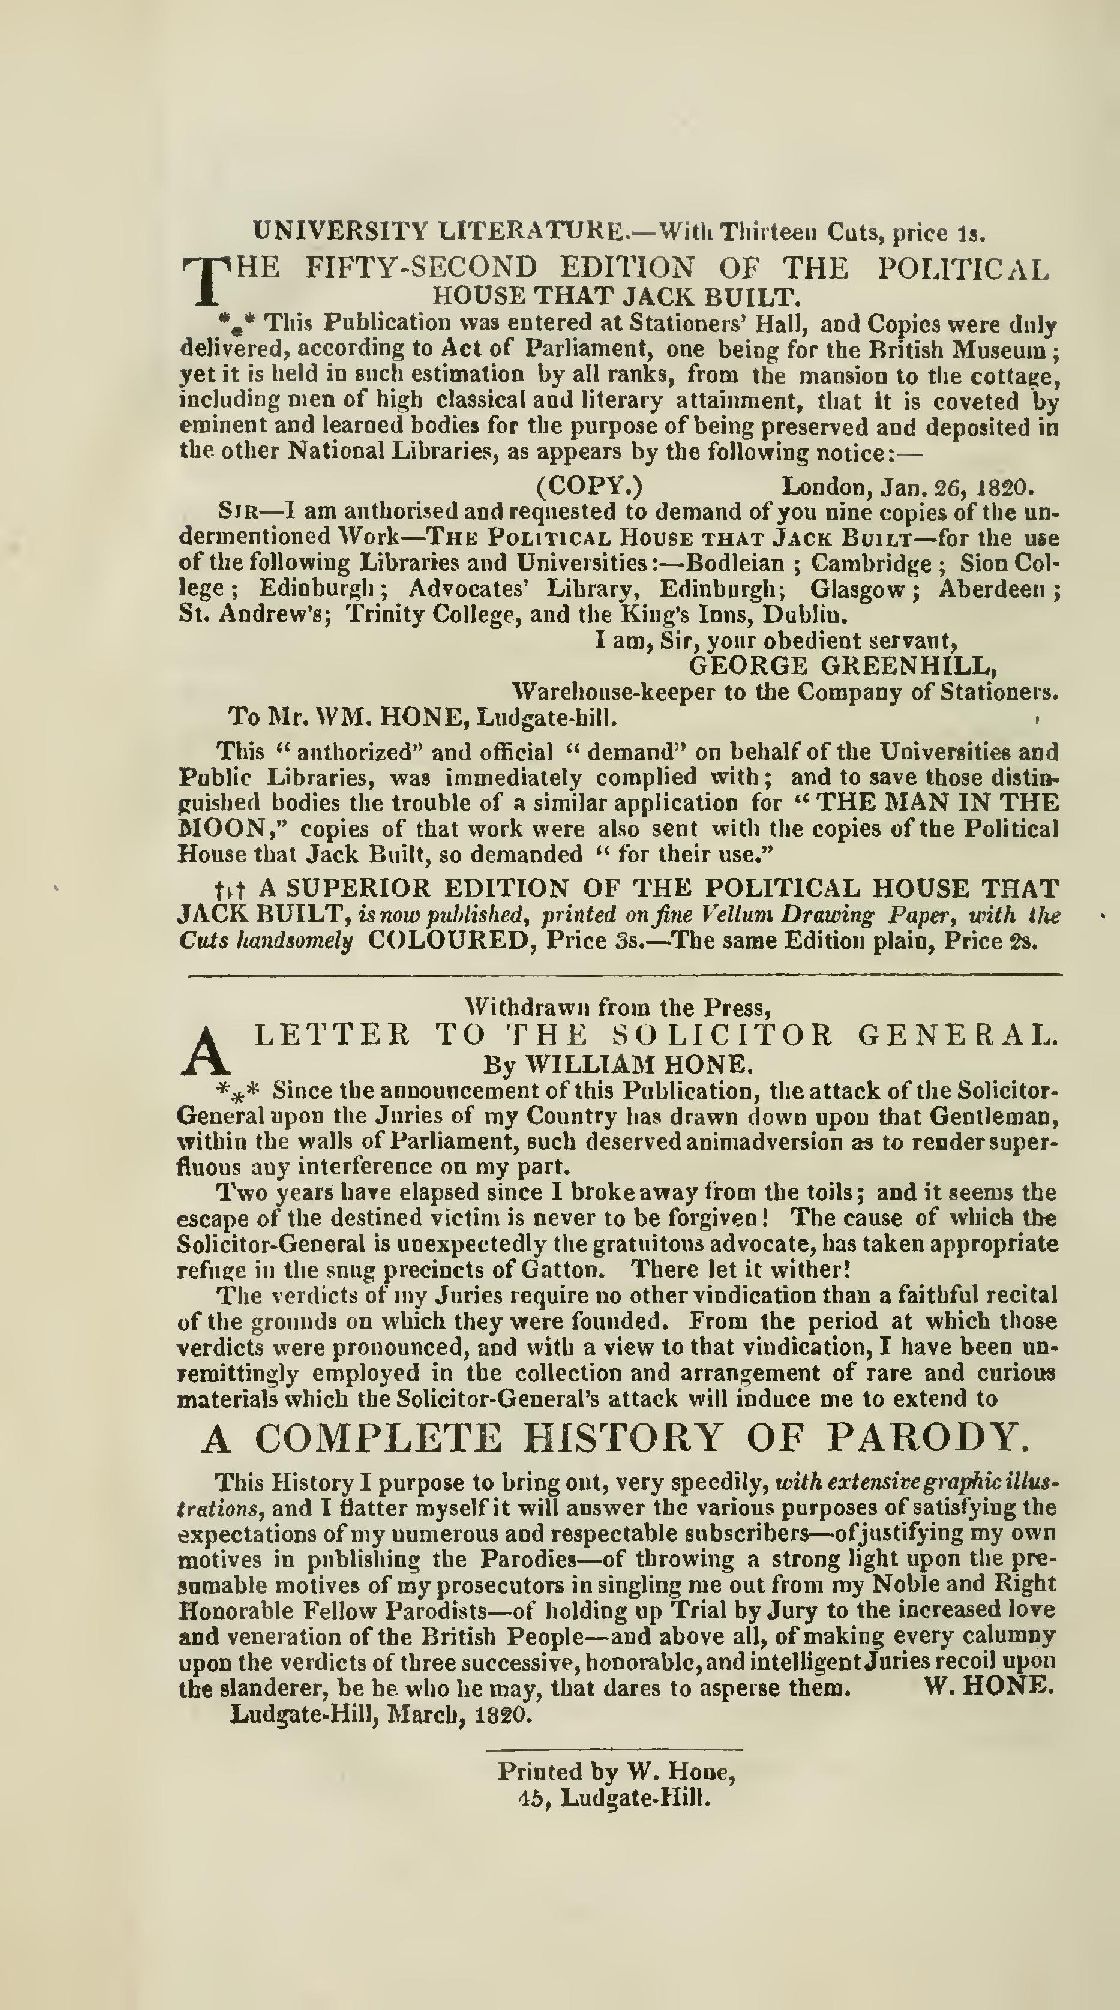 UNIVERSITY LITERATURE.—With Thirteen Cuts, price 1s.
THE FIFTY-SECOND EDITION OF THE POLITICAL
HOUSE THAT JACK BUILT.
*⁎* This Publication was entered at Stationers' Hall, and Copies were duly
delivered, according to Act of Parliament, one being for the British Museum;
yet it is held in such estimation by all ranks, from the mansion to the cottage,
including men of high classical and literary attainment, that it is coveted by
eminent and learned bodies for the purpose of being preserved and deposited in
the other National Libraries, as appears by the following notice:—
(COPY.) London, Jan. 26, 1820.
SIR—I am authorised and requested to demand of you nine copies of the un-
dermentioned Work—THE POLITICAL HOUSE THAT JACK BUILT—for the use
of the following Libraries and Universities:—Bodleian ; Cambridge ; Sion Col-
lege ; Edinburgh ; Advocates' Library, Edinburgh; Glasgow ; Aberdeen ;
St. Andrew's; Trinity College, and the King's Inns, Dublin.
I am, Sir, your obedient servant,
GEORGE GREENHILL,
Warehouse-keeper to the Company of Stationers.
To Mr. WM. HONE, Ludgate-hill.
This “ authorized” and official “ demand” on behalf of the Universities and
Public Libraries, was immediately complied with; and to save those distin-
guished bodies the trouble of a similar application for “ THE MAN IN THE
MOON,” copies of that work were also sent with the copies of the Political
House that Jack Built, so demanded “ for their use.”
†‡† A SUPERIOR EDITION OF THE POLITICAL HOUSE THAT
JACK BUILT, is now published, printed on fine Vellum Drawing Paper, with the
Cuts handsomely COLOURED, Price 3s.—The same Edition plain, Price 2s.
Withdrawn from the Press,
A LETTER TO THE SOLICITOR GENERAL.
By WILLIAM HONE.
*⁎* Since the announcement of this Publication, the attack of the Solicitor-
General upon the Juries of my Country has drawn down upon that Gentleman,
within the walls of Parliament, such deserved animadversion as to render super-
fluous any interference on my part.
Two years have elapsed since I broke away from the toils; and it seems the
escape of the destined victim is never to be forgiven! The cause of which the
Solicitor-General is unexpectedly the gratuitous advocate, has taken appropriate
refuge in the snug precincts of Gatton. There let it wither!
The verdicts of my Juries require no other vindication than a faithful recital
of the grounds on which they were founded. From the period at which those
verdicts were pronounced, and with a view to that vindication, I have been un-
remittingly employed in the collection and arrangement of rare and curious
materials which the Solicitor-General's attack will induce me to extend to
A COMPLETE HISTORY OF PARODY.
This History I purpose to bring out, very speedily, with extensive graphic illus-
trations, and I flatter myself it will answer the various purposes of satisfying the
expectations of my numerous and respectable subscribers—of justifying my own
motives in publishing the Parodies—of throwing a strong light upon the pre-
sumable motives of my prosecutors in singling me out from my Noble and Right
Honorable Fellow Parodists—of holding up Trial by Jury to the increased love
and veneration of the British People—and above all, of making every calumny
upon the verdicts of three successive, honorable, and intelligent Juries recoil upon
the slanderer, be he who he may, that dares to asperse them. W. HONE.
Ludgate-Hill, March, 1820.
Printed by W. Hone,
45, Ludgate-Hill.